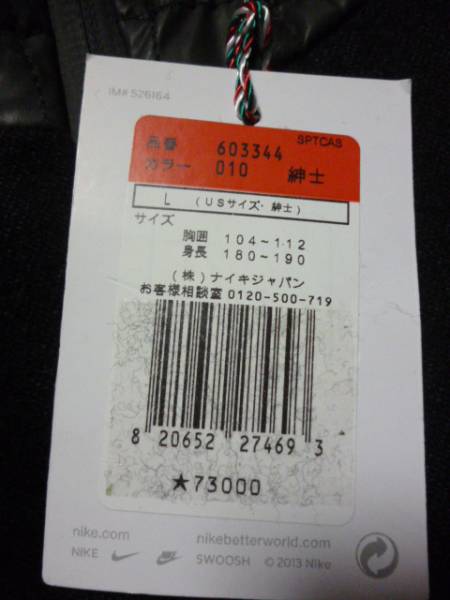 IM# 526164
SPTCAS
品番 603344
カラー 010 紳士
L (USサイズ・紳士)
サイズ
胸囲 104~112
身長 180~190
(株)ナイキジャパン
お客様相談室 0120-500-719
8 20652 27469 3
★73000
nike.com nikebetterworld.com
NIKE SWOOSH © 2013 Nike